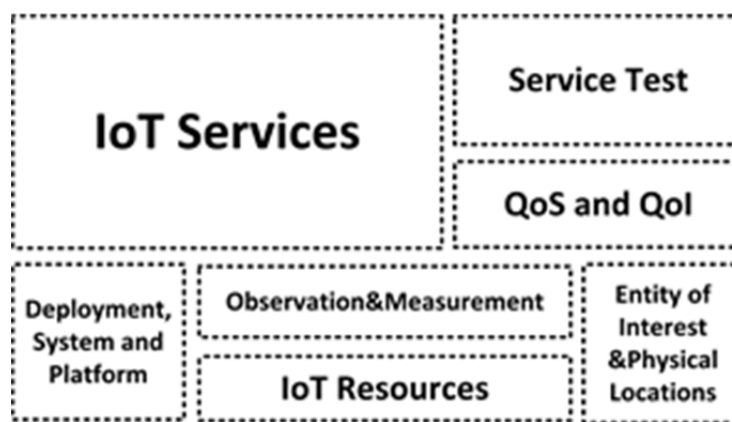 IoT Services
Service Test
QoS and QoI
Deployment,
System and
Platform
Observation&Measurement
IoT Resources
Entity of
Interest
&Physical
Locations